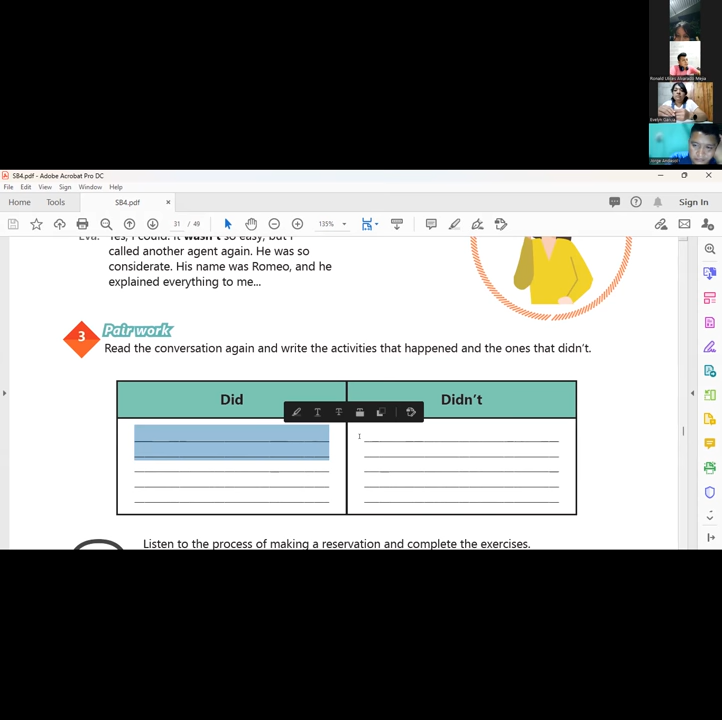 SB4.pdf - Adobe Acrobat Pro DC
File Edit View Sign Window Help
Home Tools SB4.pdf × Sign In
31 / 49 135%
Eva: Yes, I could. It wasn't so easy, but I
called another agent again. He was so
considerate. His name was Romeo, and he
explained everything to me...
3 Pair work
Read the conversation again and write the activities that happened and the ones that didn't.
Did Didn't
Listen to the process of making a reservation and complete the exercises.